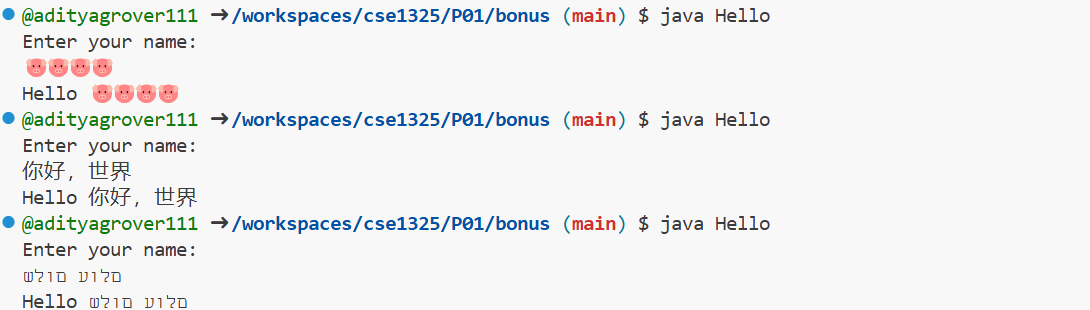 @adityagrover111 ➜/workspaces/cse1325/P01/bonus (main) $ java Hello
Enter your name:
🐷🐷🐷🐷
Hello 🐷🐷🐷🐷
@adityagrover111 ➜/workspaces/cse1325/P01/bonus (main) $ java Hello
Enter your name:
你好，世界
Hello 你好，世界
@adityagrover111 ➜/workspaces/cse1325/P01/bonus (main) $ java Hello
Enter your name:
שלום עולם
Hello שלום עולם